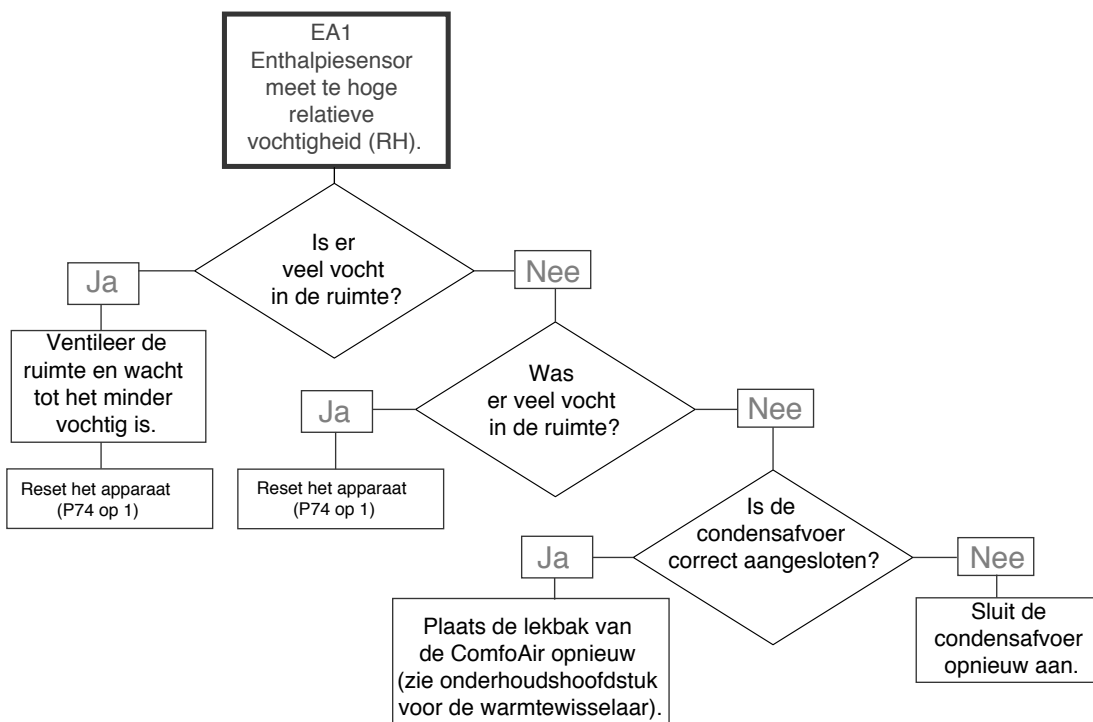 EA1
Enthalpiesensor
meet te hoge
relatieve
vochtigheid (RH).
Is er
veel vocht
in de ruimte?
Ja
Nee
Ventileer de
ruimte en wacht
tot het minder
vochtig is.
Reset het apparaat
(P74 op 1)
Was
er veel vocht
in de ruimte?
Ja
Nee
Reset het apparaat
(P74 op 1)
Is de
condensafvoer
correct aangesloten?
Ja
Nee
Plaats de lekbak van
de ComfoAir opnieuw
(zie onderhoudshoofdstuk
voor de warmtewisselaar).
Sluit de
condensafvoer
opnieuw aan.